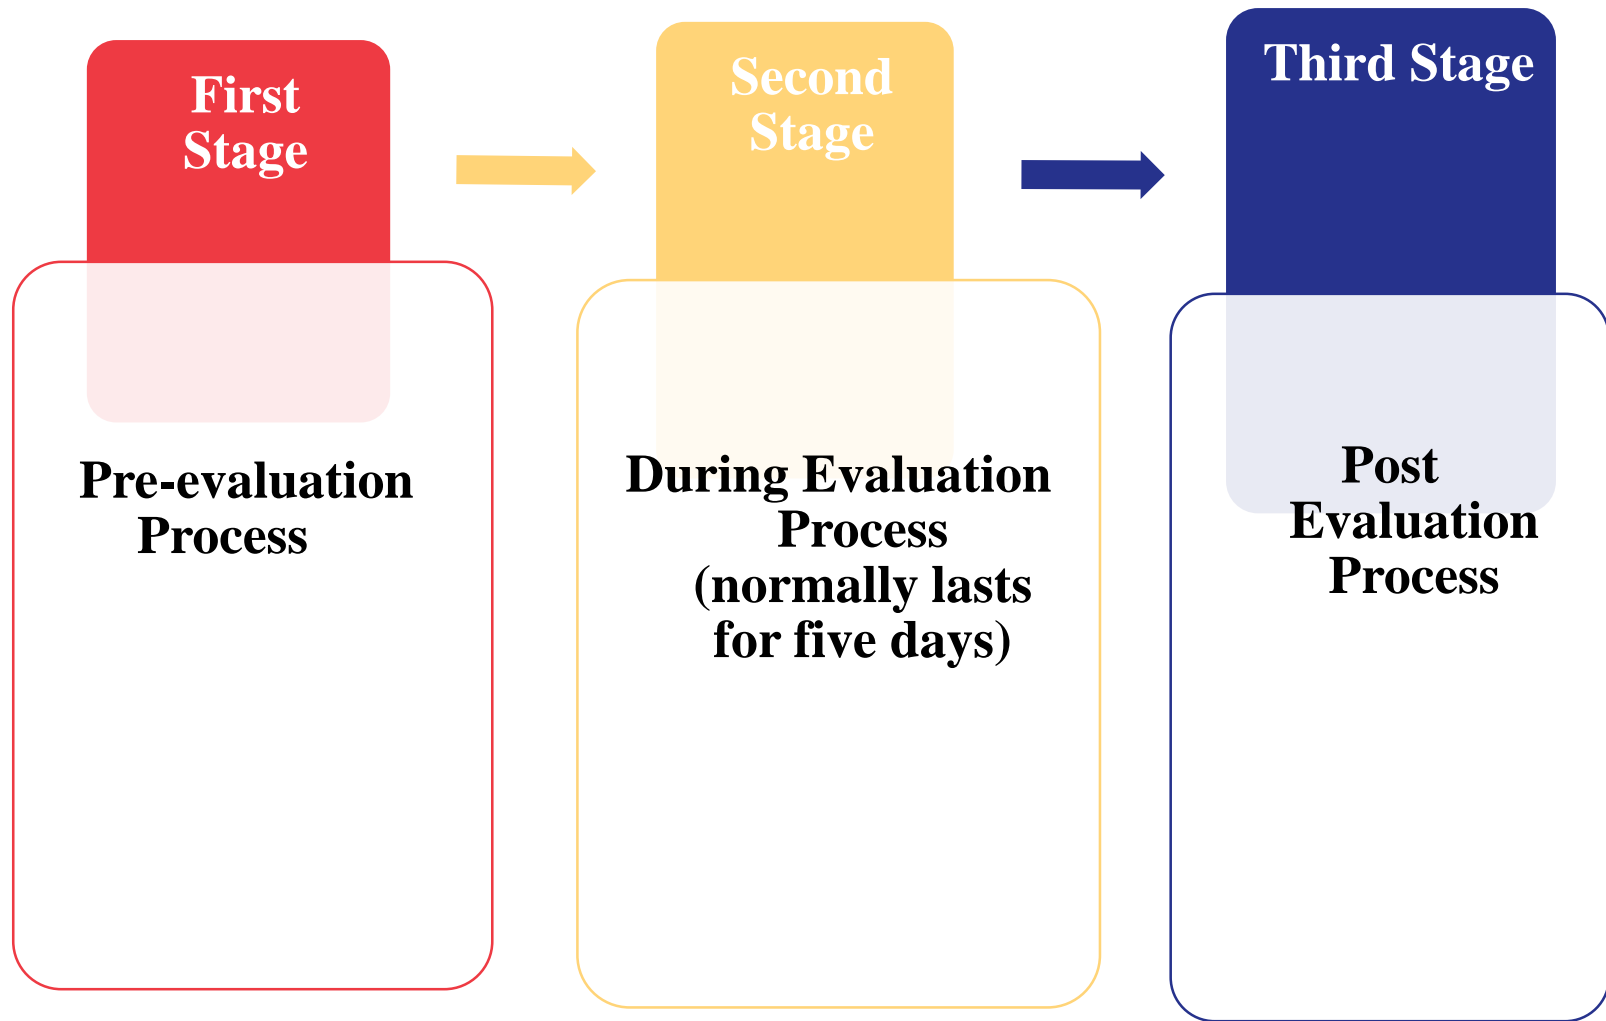 First
Stage
Second
Stage
Third Stage
Pre-evaluation
Process
During Evaluation
Process
(normally lasts
for five days)
Post
Evaluation
Process